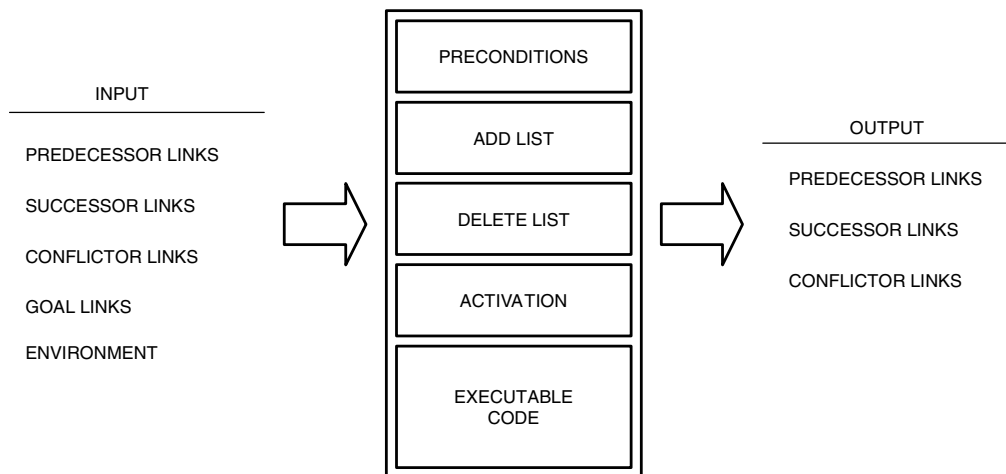 INPUT
PREDECESSOR LINKS
SUCCESSOR LINKS
CONFLICTOR LINKS
GOAL LINKS
ENVIRONMENT
PRECONDITIONS
ADD LIST
DELETE LIST
ACTIVATION
EXECUTABLE
CODE
OUTPUT
PREDECESSOR LINKS
SUCCESSOR LINKS
CONFLICTOR LINKS